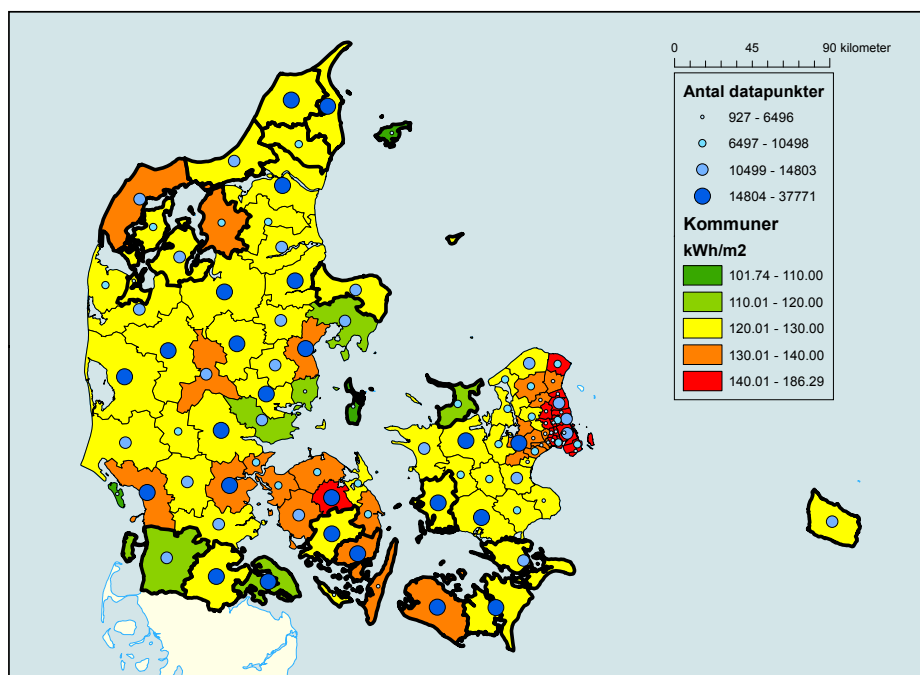 0 45 90 kilometer
Antal datapunkter
927 - 6496
6497 - 10498
10499 - 14803
14804 - 37771
Kommuner
kWh/m2
101.74 - 110.00
110.01 - 120.00
120.01 - 130.00
130.01 - 140.00
140.01 - 186.29